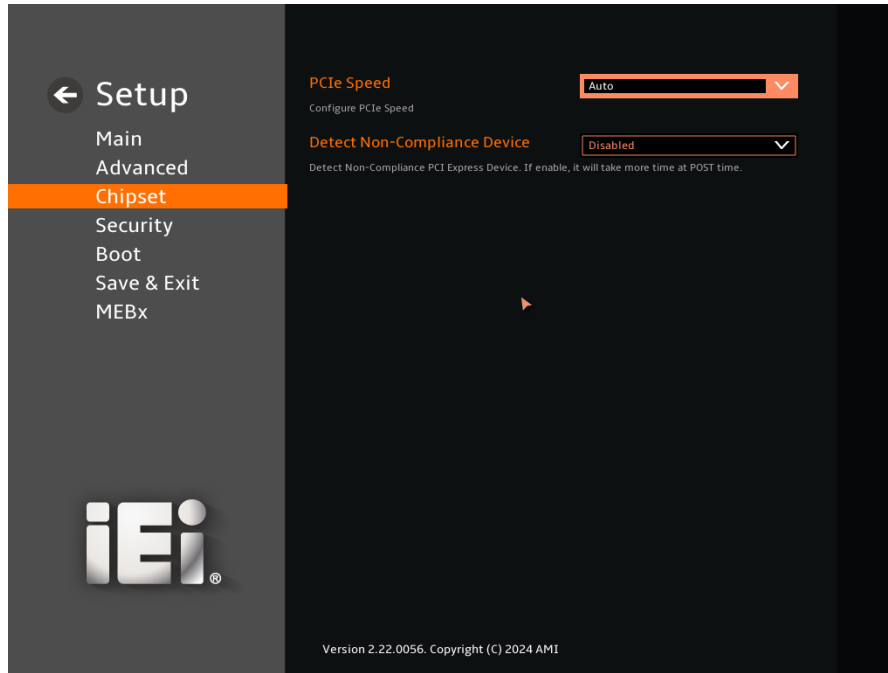 Setup
Main
Advanced
Chipset
Security
Boot
Save & Exit
MEBx
iEi ®
PCIe Speed
Auto
Configure PCIe Speed
Detect Non-Compliance Device
Disabled
Detect Non-Compliance PCI Express Device. If enable, it will take more time at POST time.
Version 2.22.0056. Copyright (C) 2024 AMI